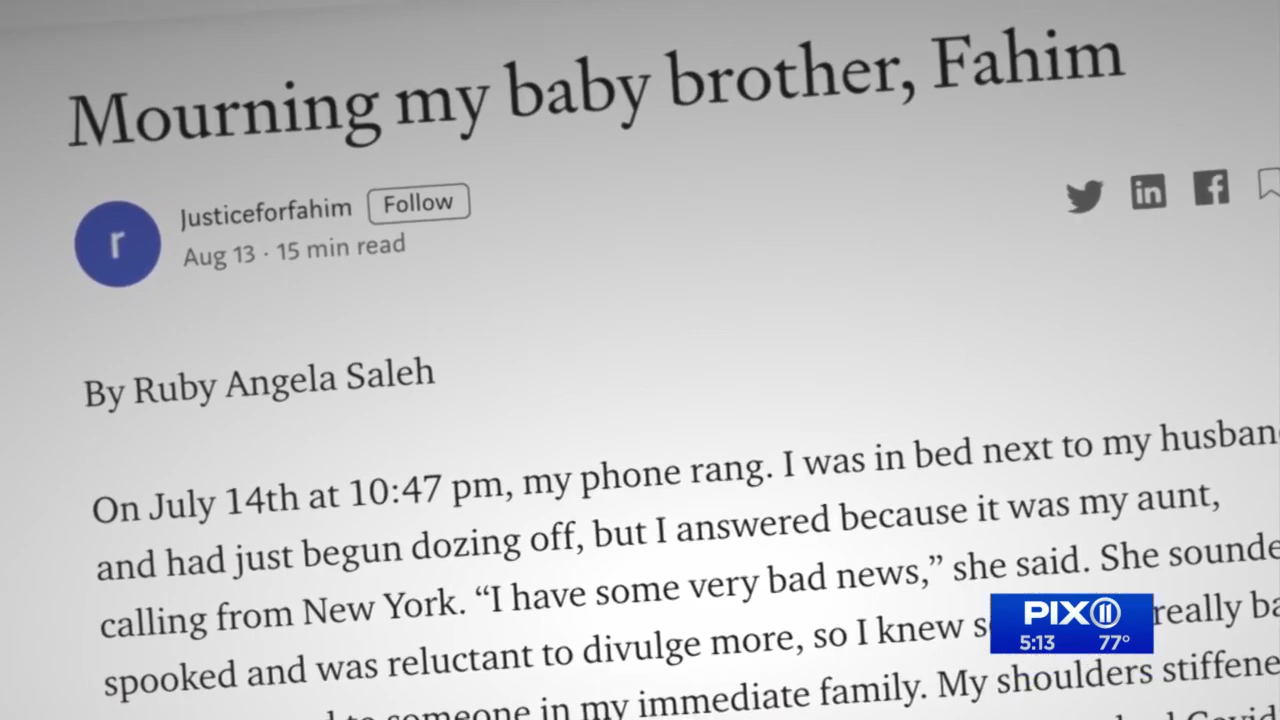 Mourning my baby brother, Fahim
r
Justiceforfahim Follow
Aug 13 · 15 min read
in f
By Ruby Angela Saleh
On July 14th at 10:47 pm, my phone rang. I was in bed next to my husban
and had just begun dozing off, but I answered because it was my aunt,
calling from New York. “I have some very bad news,” she said. She sounde
spooked and was reluctant to divulge more, so I knew s really ba
to someone in my immediate family. My shoulders stiffene
Covid
PIX11
5:13 77°